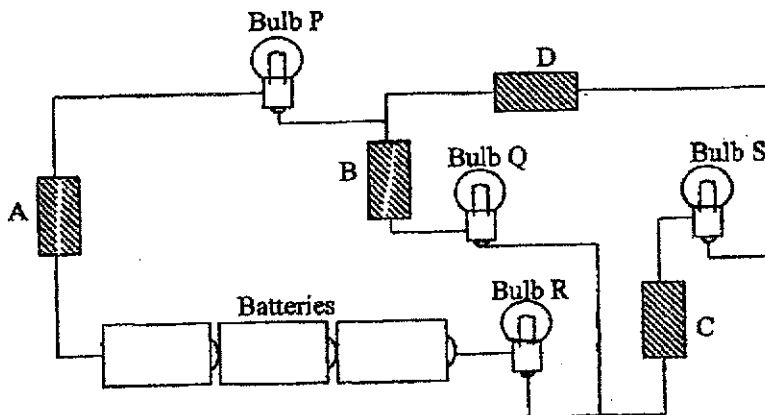 Bulb P
D
B
Bulb Q
Bulb S
A
Batteries
Bulb R
C